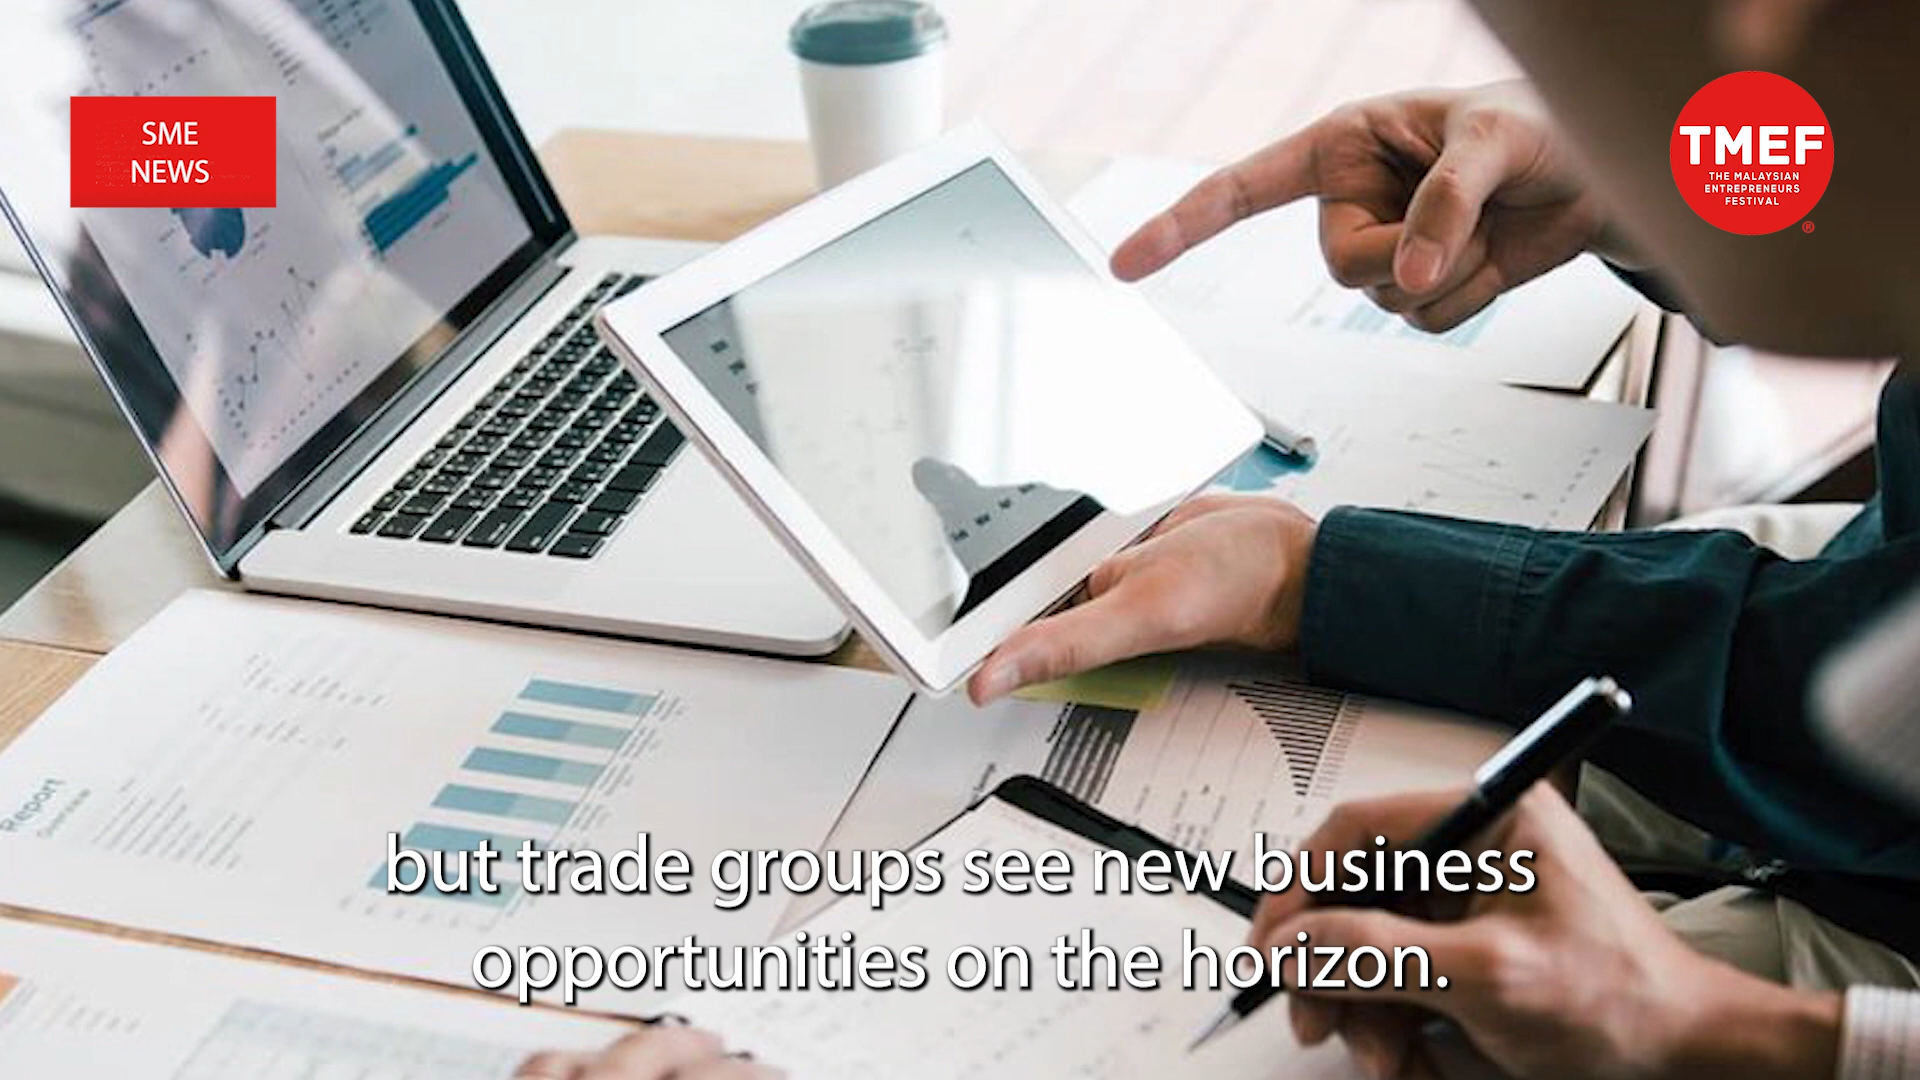 SME
NEWS
TMEF
THE MALAYSIAN
ENTREPRENEURS
FESTIVAL
®
Report
but trade groups see new business
opportunities on the horizon.